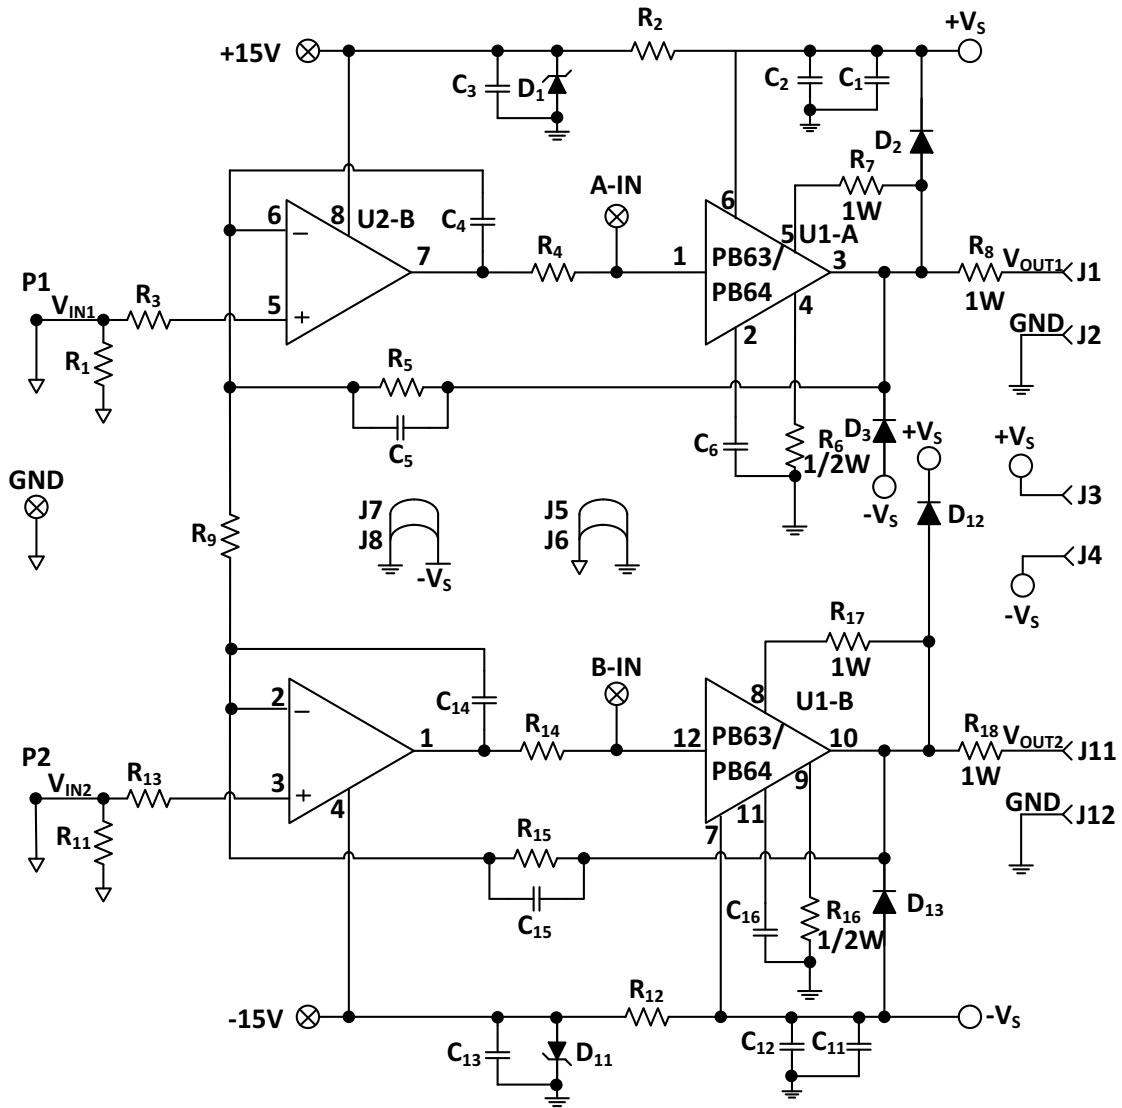 R2
+15V
+VS
C3
D1
C2
C1
D2
R7
1W
A-IN
6
8
U2-B
C4
6
5
U1-A
7
R4
1
PB63/
PB64
3
R8
1W
VOUT1
J1
P1
VIN1
R3
5
4
2
GND
J2
R1
R5
C5
C6
R6
1/2W
D3
+VS
+VS
GND
J7
J8
-VS
J5
J6
-VS
D12
J3
R9
J4
-VS
R17
1W
B-IN
8
U1-B
2
C14
1
R14
12
PB63/
PB64
10
R18
1W
VOUT2
J11
P2
VIN2
R13
3
4
9
11
7
GND
J12
R11
R15
C15
C16
R16
1/2W
D13
R12
-15V
-VS
C13
D11
C12
C11